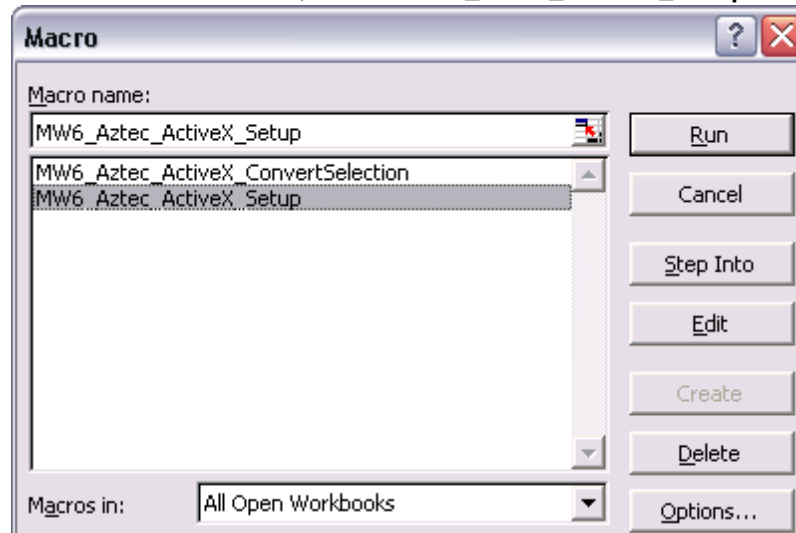 Macro
Macro name:
MW6_Aztec_ActiveX_Setup
Run
MW6_Aztec_ActiveX_ConvertSelection
MW6_Aztec_ActiveX_Setup
Cancel
Step Into
Edit
Create
Delete
Macros in:
All Open Workbooks
Options...